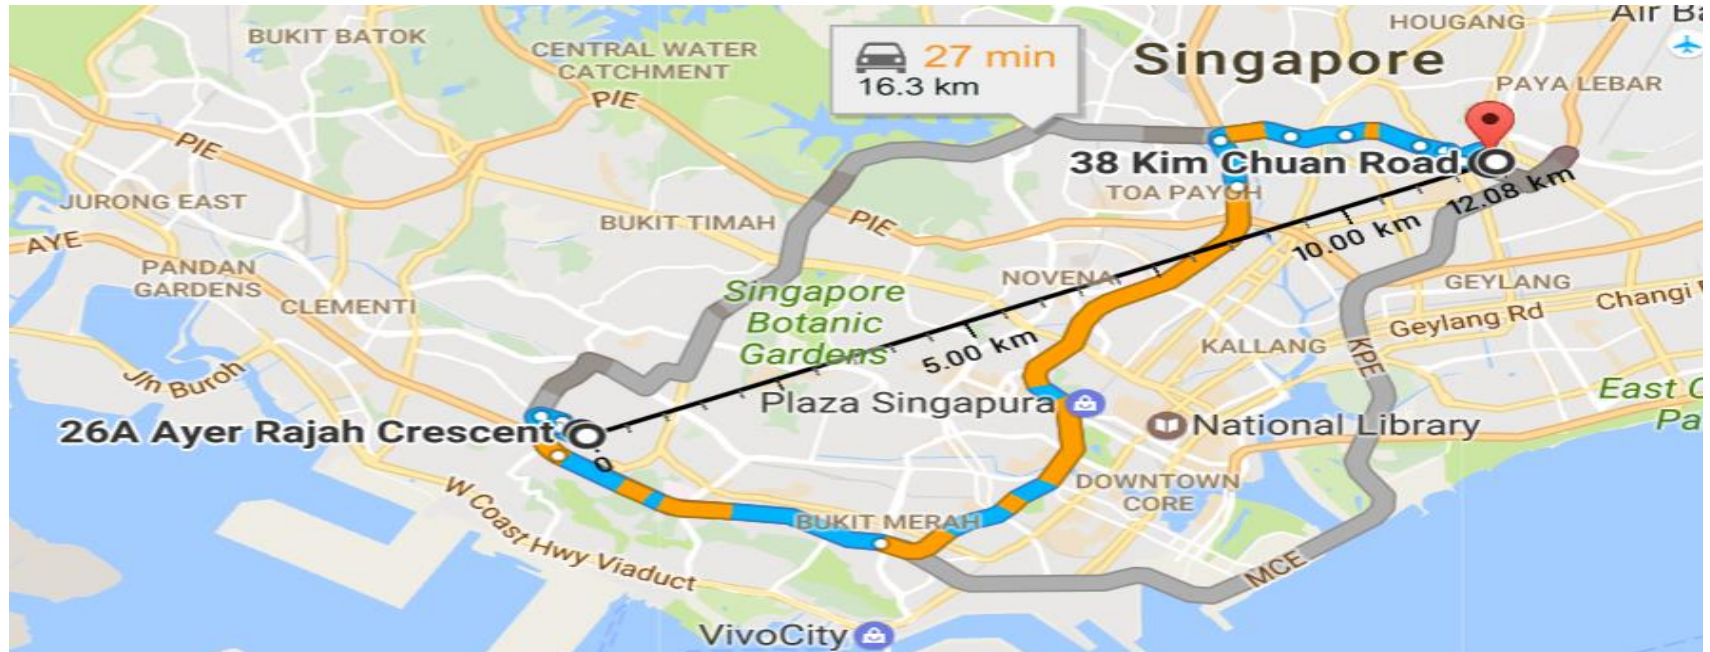 HOUGANG
Air Ba
BUKIT BATOK
CENTRAL WATER
CATCHMENT
27 min
16.3 km
Singapore
PAYA LEBAR
PIE
PIE
38 Kim Chuan Road
TOA PAYOH
12.08 km
JURONG EAST
BUKIT TIMAH
PIE
10.00 km
AYE
PANDAN
GARDENS
CLEMENTI
NOVENA
GEYLANG
Changi
Singapore
Botanic
Gardens
5.00 km
Geylang Rd
KALLANG
KPE
Jln Buroh
East C
Pa
Plaza Singapura
National Library
26A Ayer Rajah Crescent
0
W Coast Hwy Viaduct
DOWNTOWN
CORE
BUKIT MERAH
MCE
VivoCity